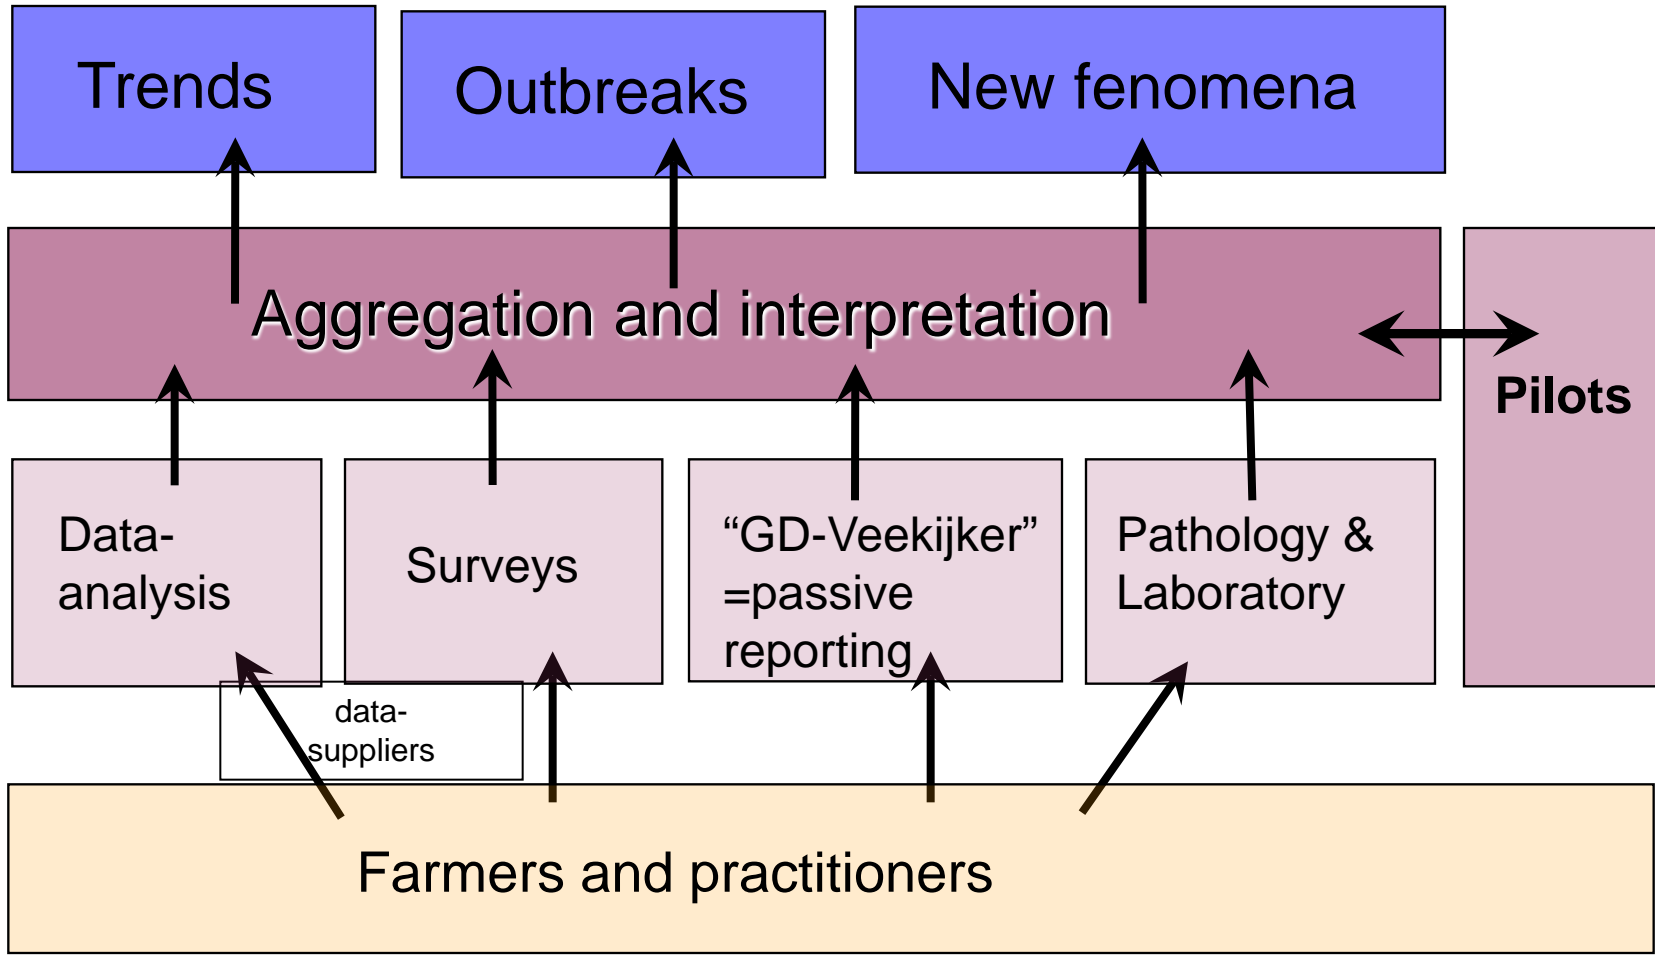 Trends
Outbreaks
New fenomena
Aggregation and interpretation
Pilots
Data-
analysis
Surveys
“GD-Veekijker”
=passive
reporting
Pathology &
Laboratory
data-
suppliers
Farmers and practitioners